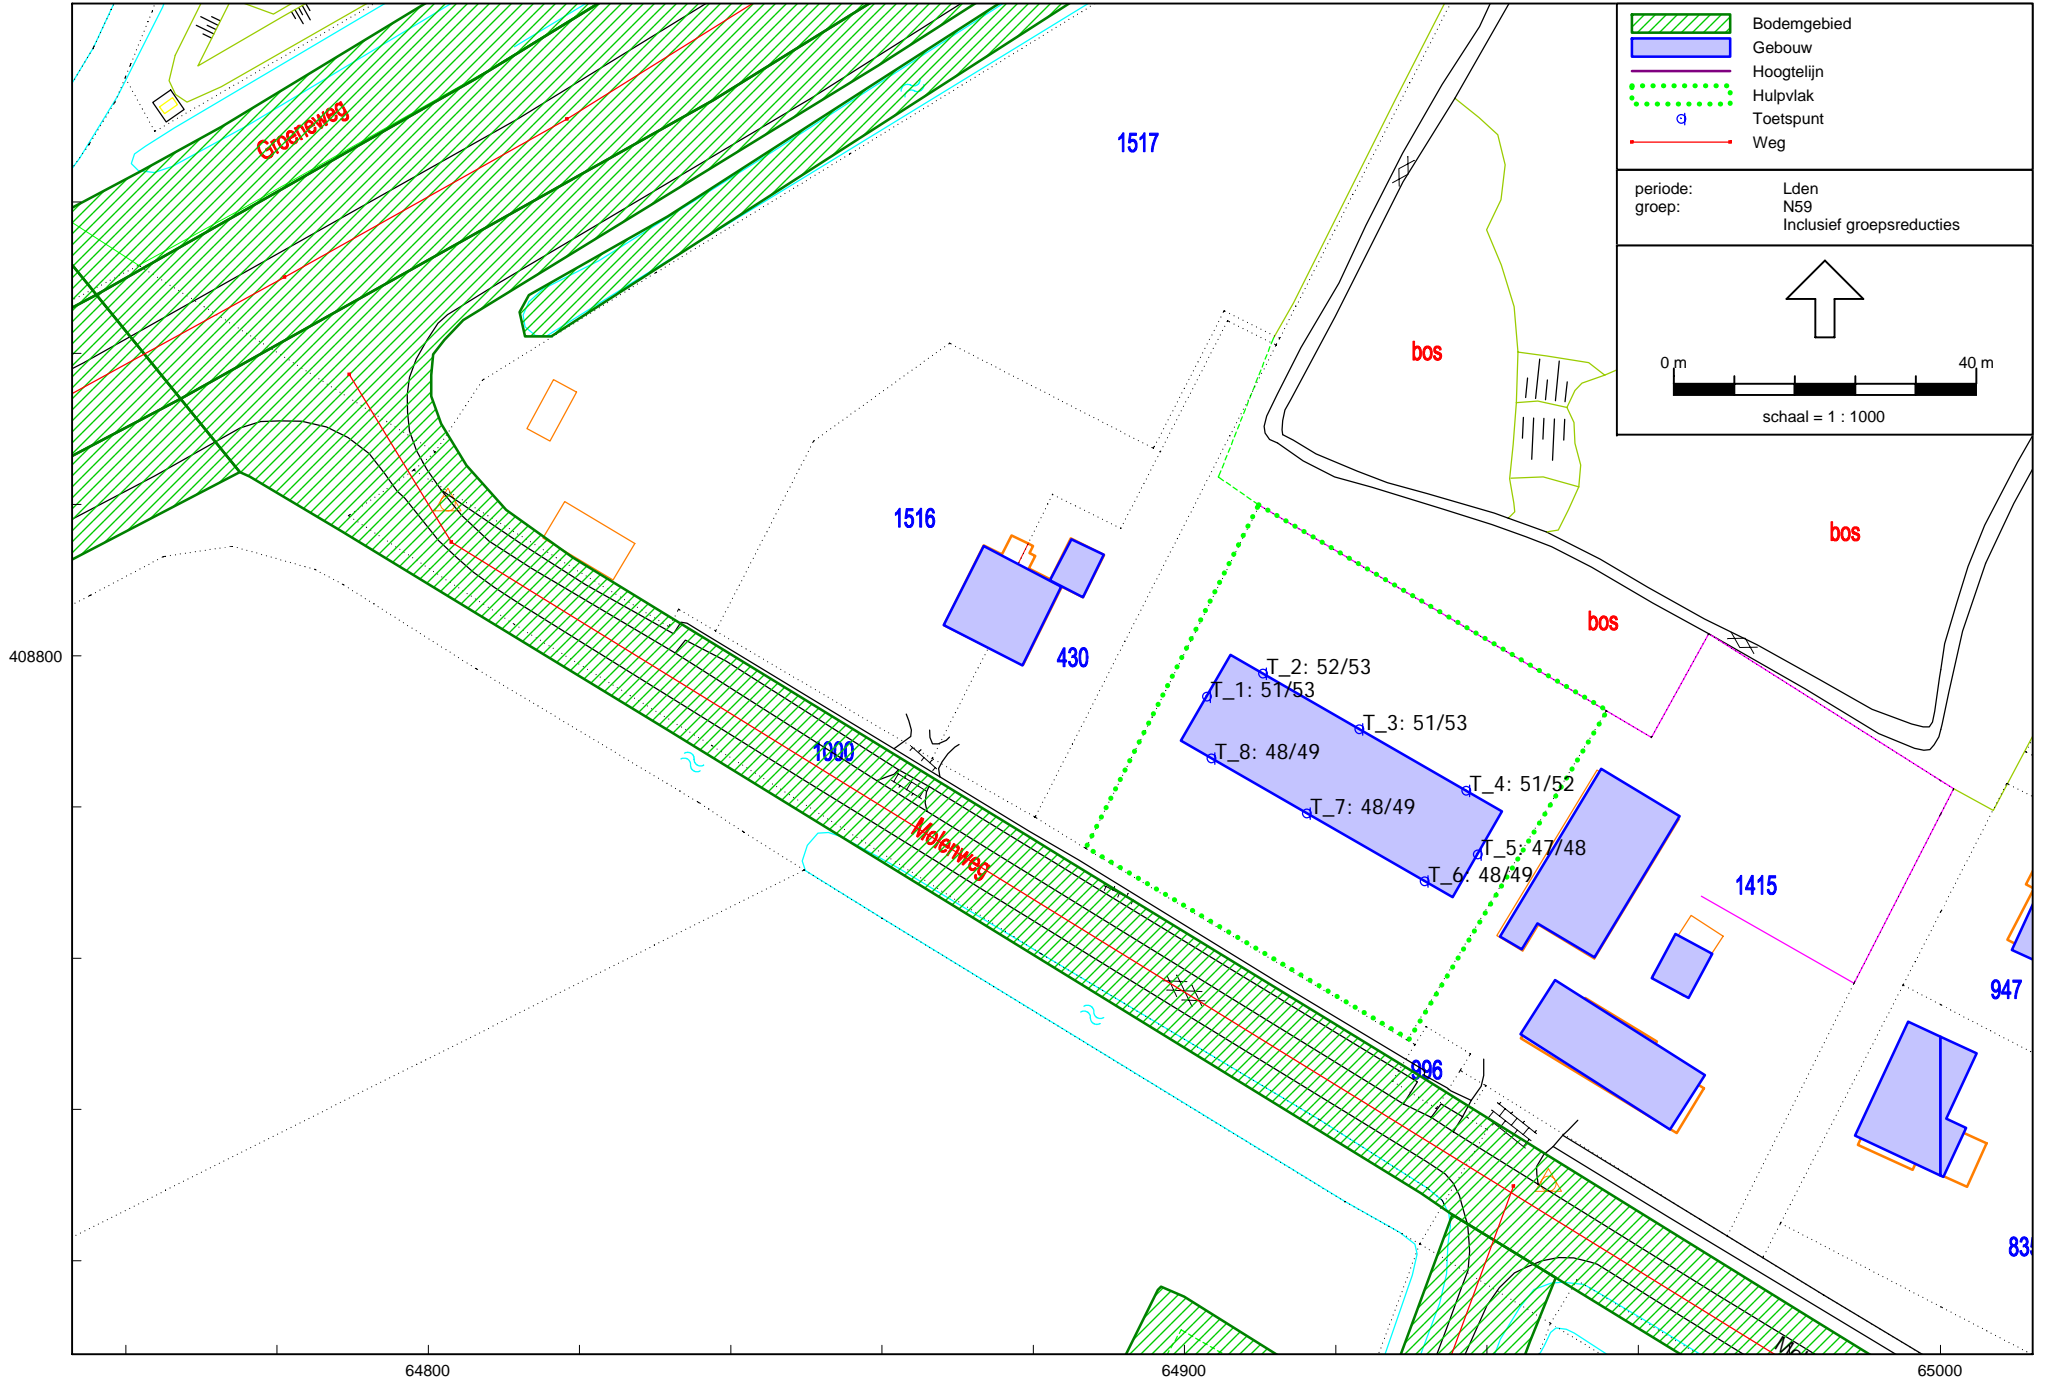 Bodemgebied
Gebouw
Hoogtelijn
Hulpvlak
Toetspunt
Weg
periode: Lden
groep: N59
Inclusief groepsreducties
0 m 40 m
schaal = 1 : 1000
Groeneweg
1517
bos
1516
bos
bos
430
408800
T_2: 52/53
T_1: 51/53
T_3: 51/53
1000
T_8: 48/49
T_4: 51/52
T_7: 48/49
Molenweg
T_5: 47/48
T_6: 48/49
1415
947
996
64800 64900 65000